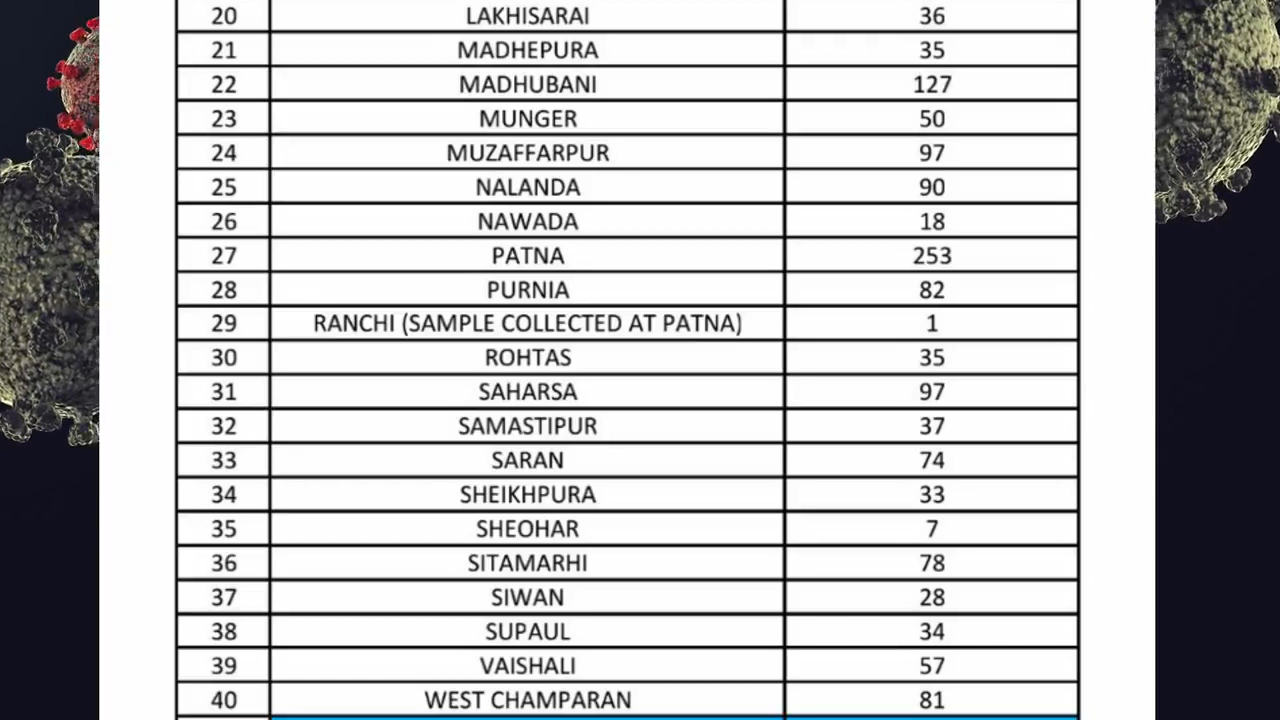 20 LAKHISARAI 36
21 MADHEPURA 35
22 MADHUBANI 127
23 MUNGER 50
24 MUZAFFARPUR 97
25 NALANDA 90
26 NAWADA 18
27 PATNA 253
28 PURNIA 82
29 RANCHI (SAMPLE COLLECTED AT PATNA) 1
30 ROHTAS 35
31 SAHARSA 97
32 SAMASTIPUR 37
33 SARAN 74
34 SHEIKHPURA 33
35 SHEOHAR 7
36 SITAMARHI 78
37 SIWAN 28
38 SUPAUL 34
39 VAISHALI 57
40 WEST CHAMPARAN 81